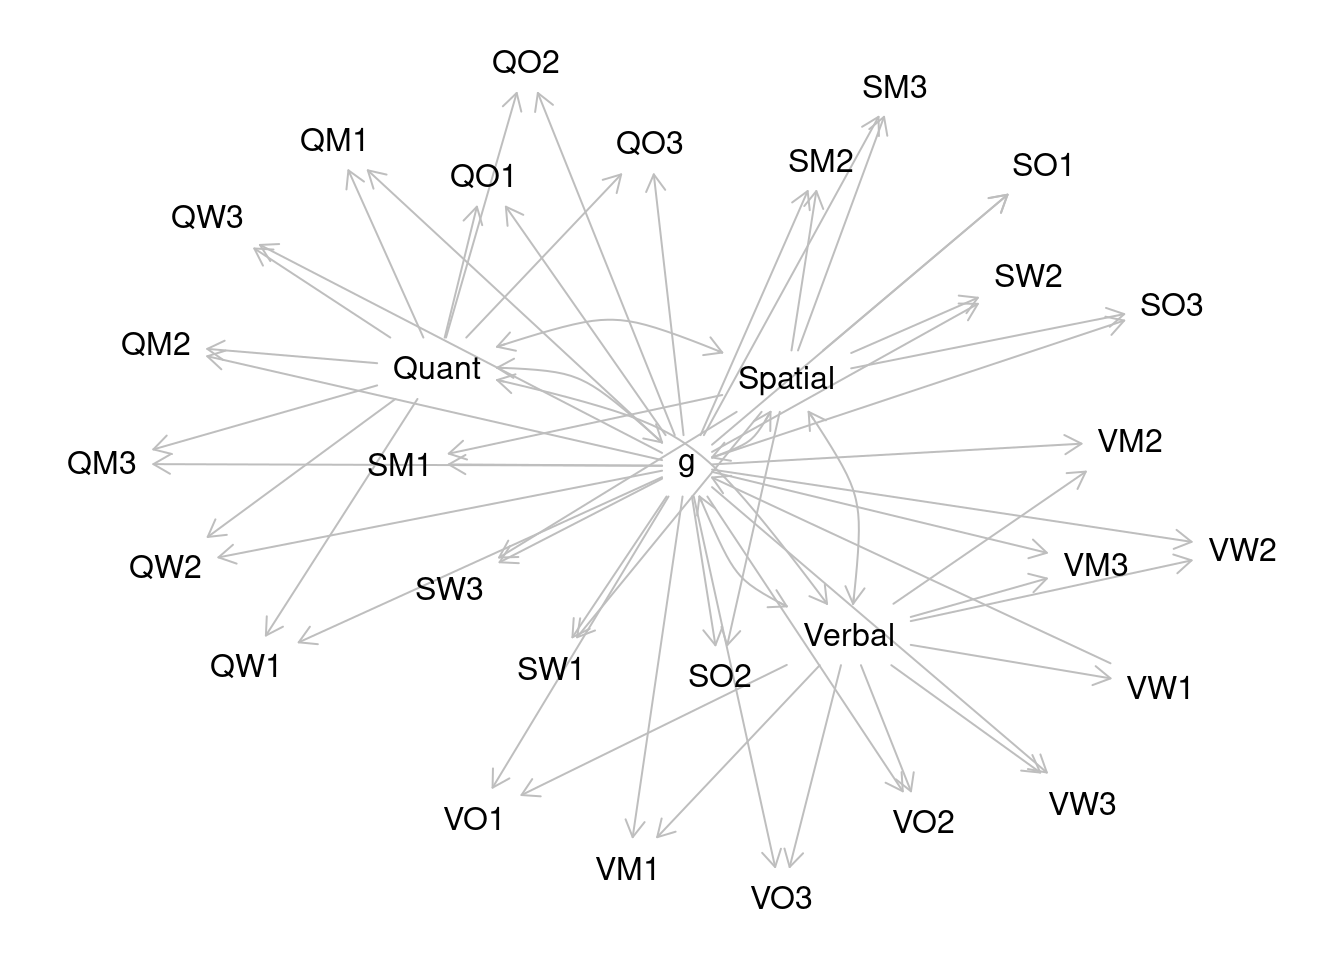 QO2
SM3
QM1
QO3
SM2
SO1
QO1
QW3
SW2
SO3
QM2
Quant
Spatial
VM2
QM3
SM1
g
VW2
QW2
VM3
SW3
Verbal
QW1
SW1
SO2
VW1
VW3
VO1
VO2
VM1
VO3